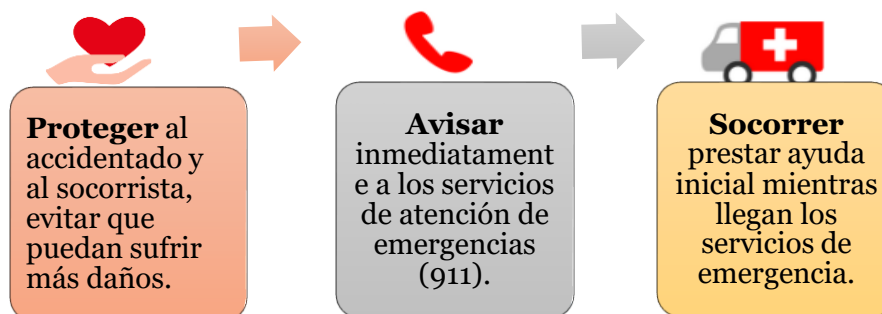 Proteger al
accidentado y
al socorrista,
evitar que
puedan sufrir
más daños.
Avisar
inmediatament
e a los servicios
de atención de
emergencias
(911).
Socorrer
prestar ayuda
inicial mientras
llegan los
servicios de
emergencia.